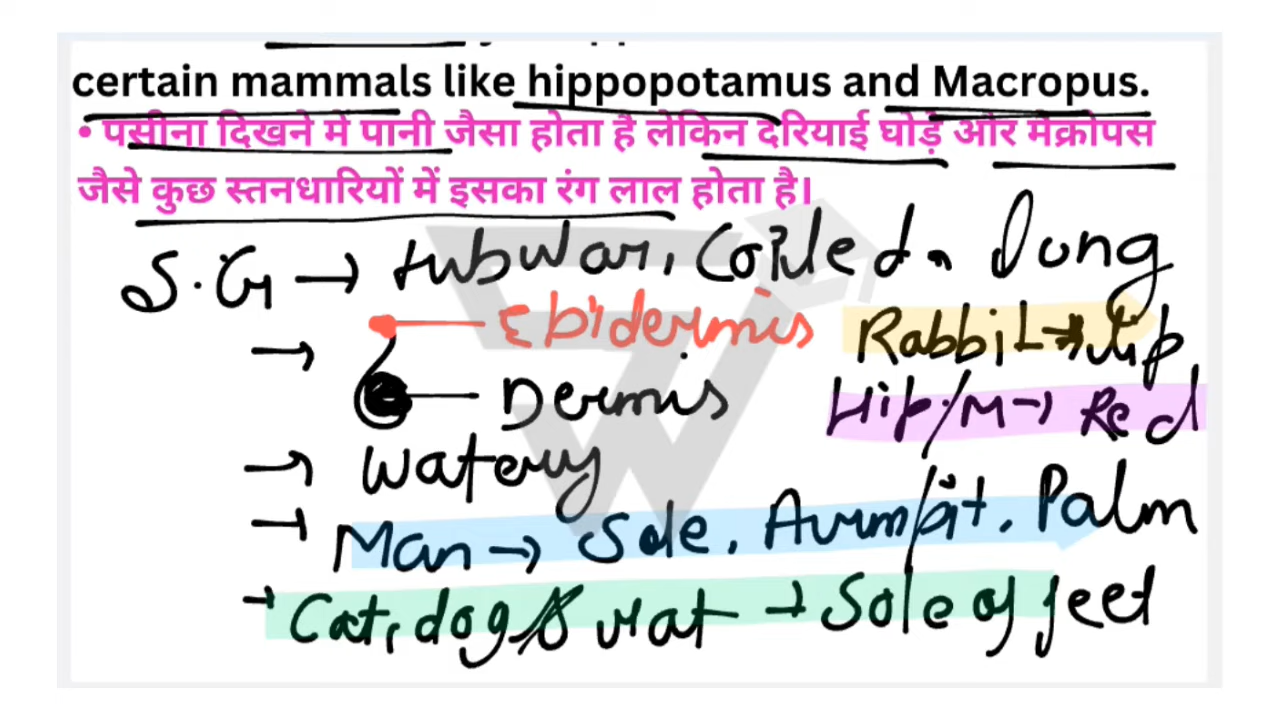 certain mammals like hippopotamus and Macropus.
• पसीना दिखने में पानी जैसा होता है लेकिन दरियाई घोड़े और मैक्रोपस
जैसे कुछ स्तनधारियों में इसका रंग लाल होता है।
S.G → tubular, Coiled, long
→ Epidermis
Rabbit → lip
Dermis
Hip/M → Red
→ Watery
→ Man → Sole, Armpit, Palm
→ Cat, dog & rat → Sole of feet